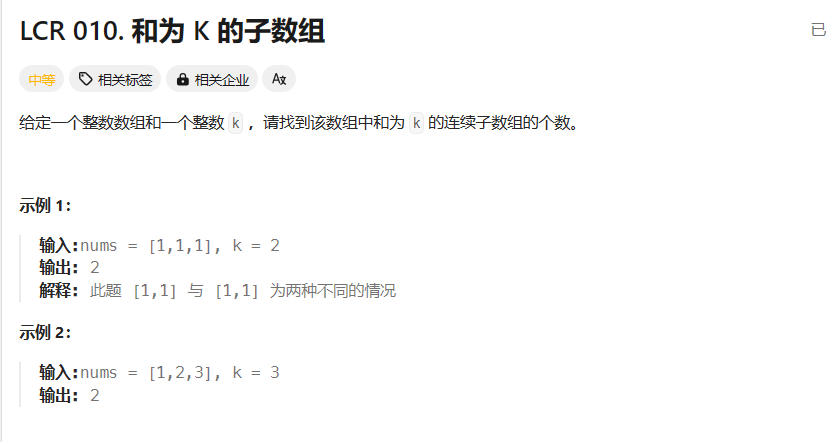 LCR 010. 和为 K 的子数组
已
中等 相关标签 相关企业 A文
给定一个整数数组和一个整数 k ，请找到该数组中和为 k 的连续子数组的个数。
示例 1：
输入:nums = [1,1,1], k = 2
输出: 2
解释: 此题 [1,1] 与 [1,1] 为两种不同的情况
示例 2：
输入:nums = [1,2,3], k = 3
输出: 2